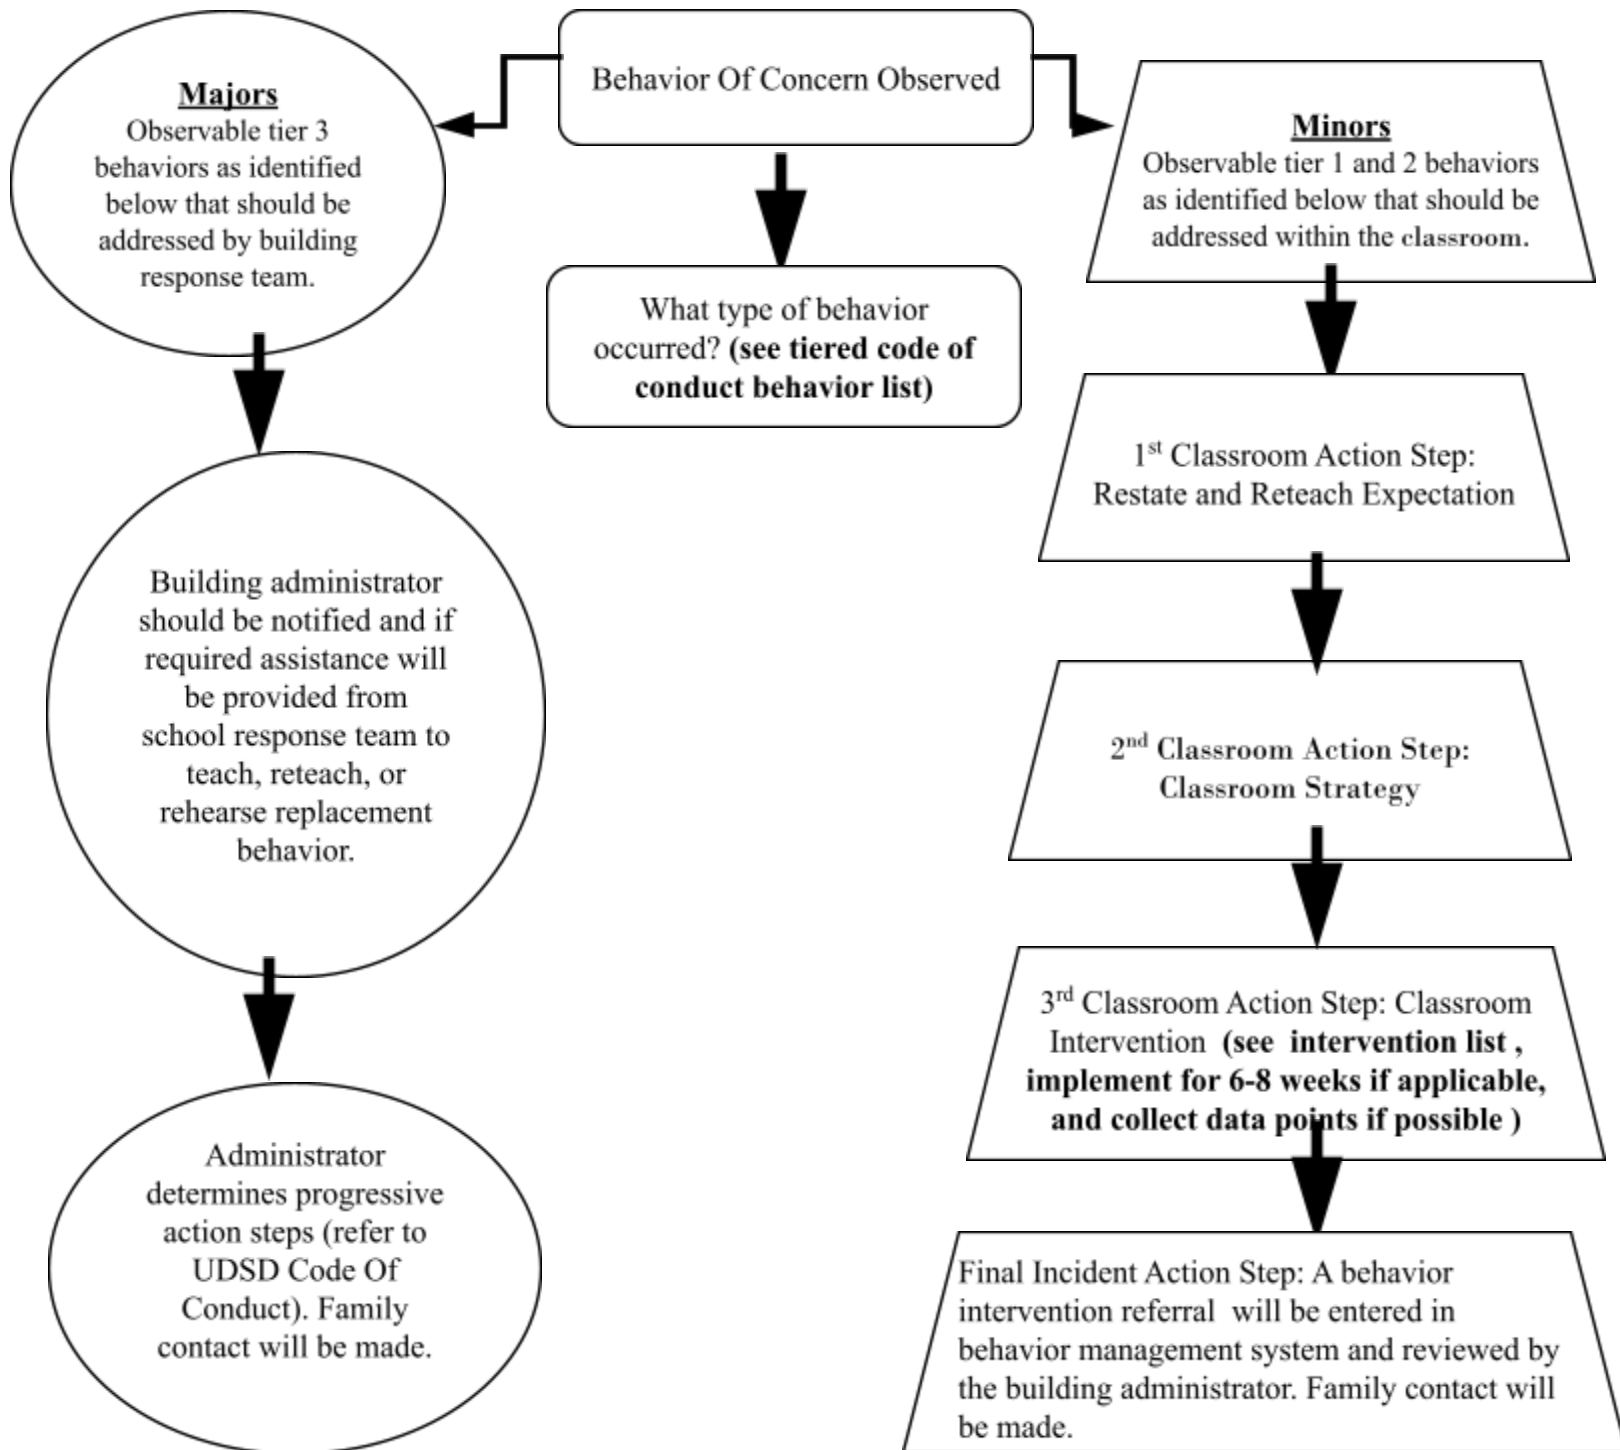 Behavior Of Concern Observed
What type of behavior
occurred? (see tiered code of
conduct behavior list)
Majors
Observable tier 3
behaviors as identified
below that should be
addressed by building
response team.
Building administrator
should be notified and if
required assistance will
be provided from
school response team to
teach, reteach, or
rehearse replacement
behavior.
Administrator
determines progressive
action steps (refer to
UDSD Code Of
Conduct). Family
contact will be made.
Minors
Observable tier 1 and 2 behaviors
as identified below that should be
addressed within the classroom.
1st Classroom Action Step:
Restate and Reteach Expectation
2nd Classroom Action Step:
Classroom Strategy
3rd Classroom Action Step: Classroom
Intervention (see intervention list ,
implement for 6-8 weeks if applicable,
and collect data points if possible )
Final Incident Action Step: A behavior
intervention referral will be entered in
behavior management system and reviewed by
the building administrator. Family contact will
be made.